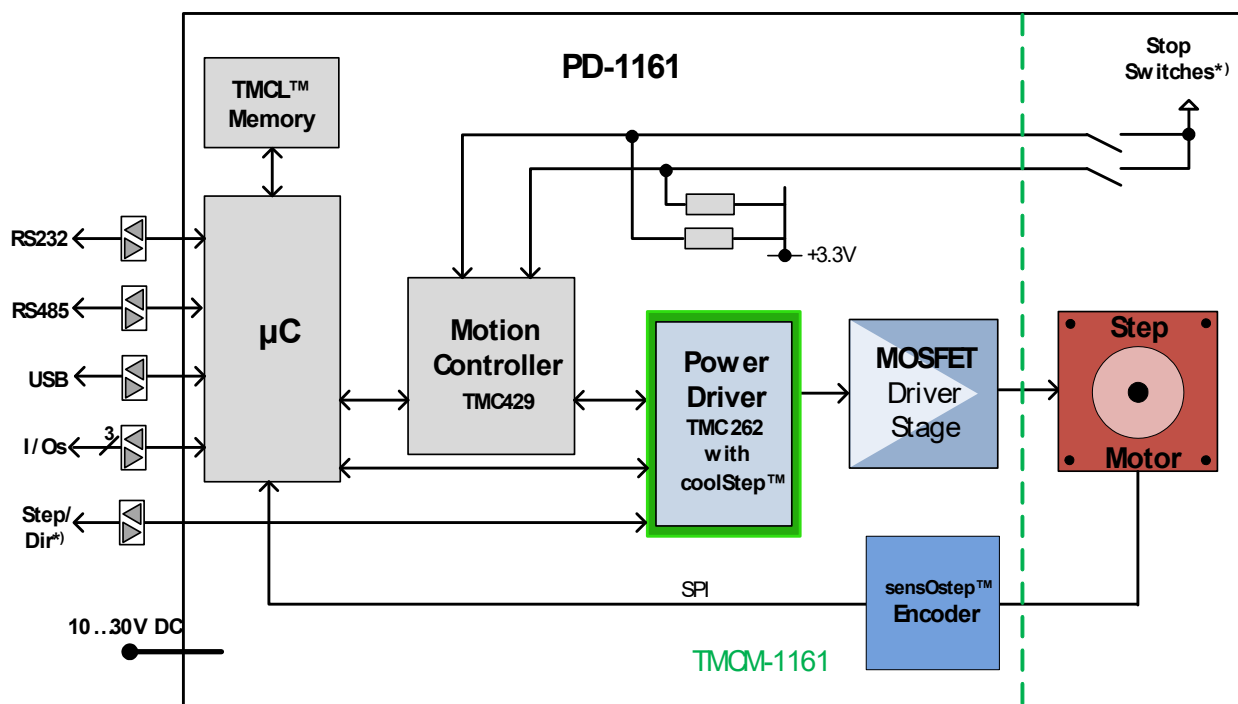 PD-1161
Stop
Switches*)
TMCL™
Memory
RS232
RS485
USB
I / Os
3
Step/
Dir*)
µC
+3.3V
Motion
Controller
TMC429
Power
Driver
TMC262
with
coolStep™
MOSFET
Driver
Stage
Step
Motor
SPI
sensOstep™
Encoder
10...30V DC
TMCM-1161